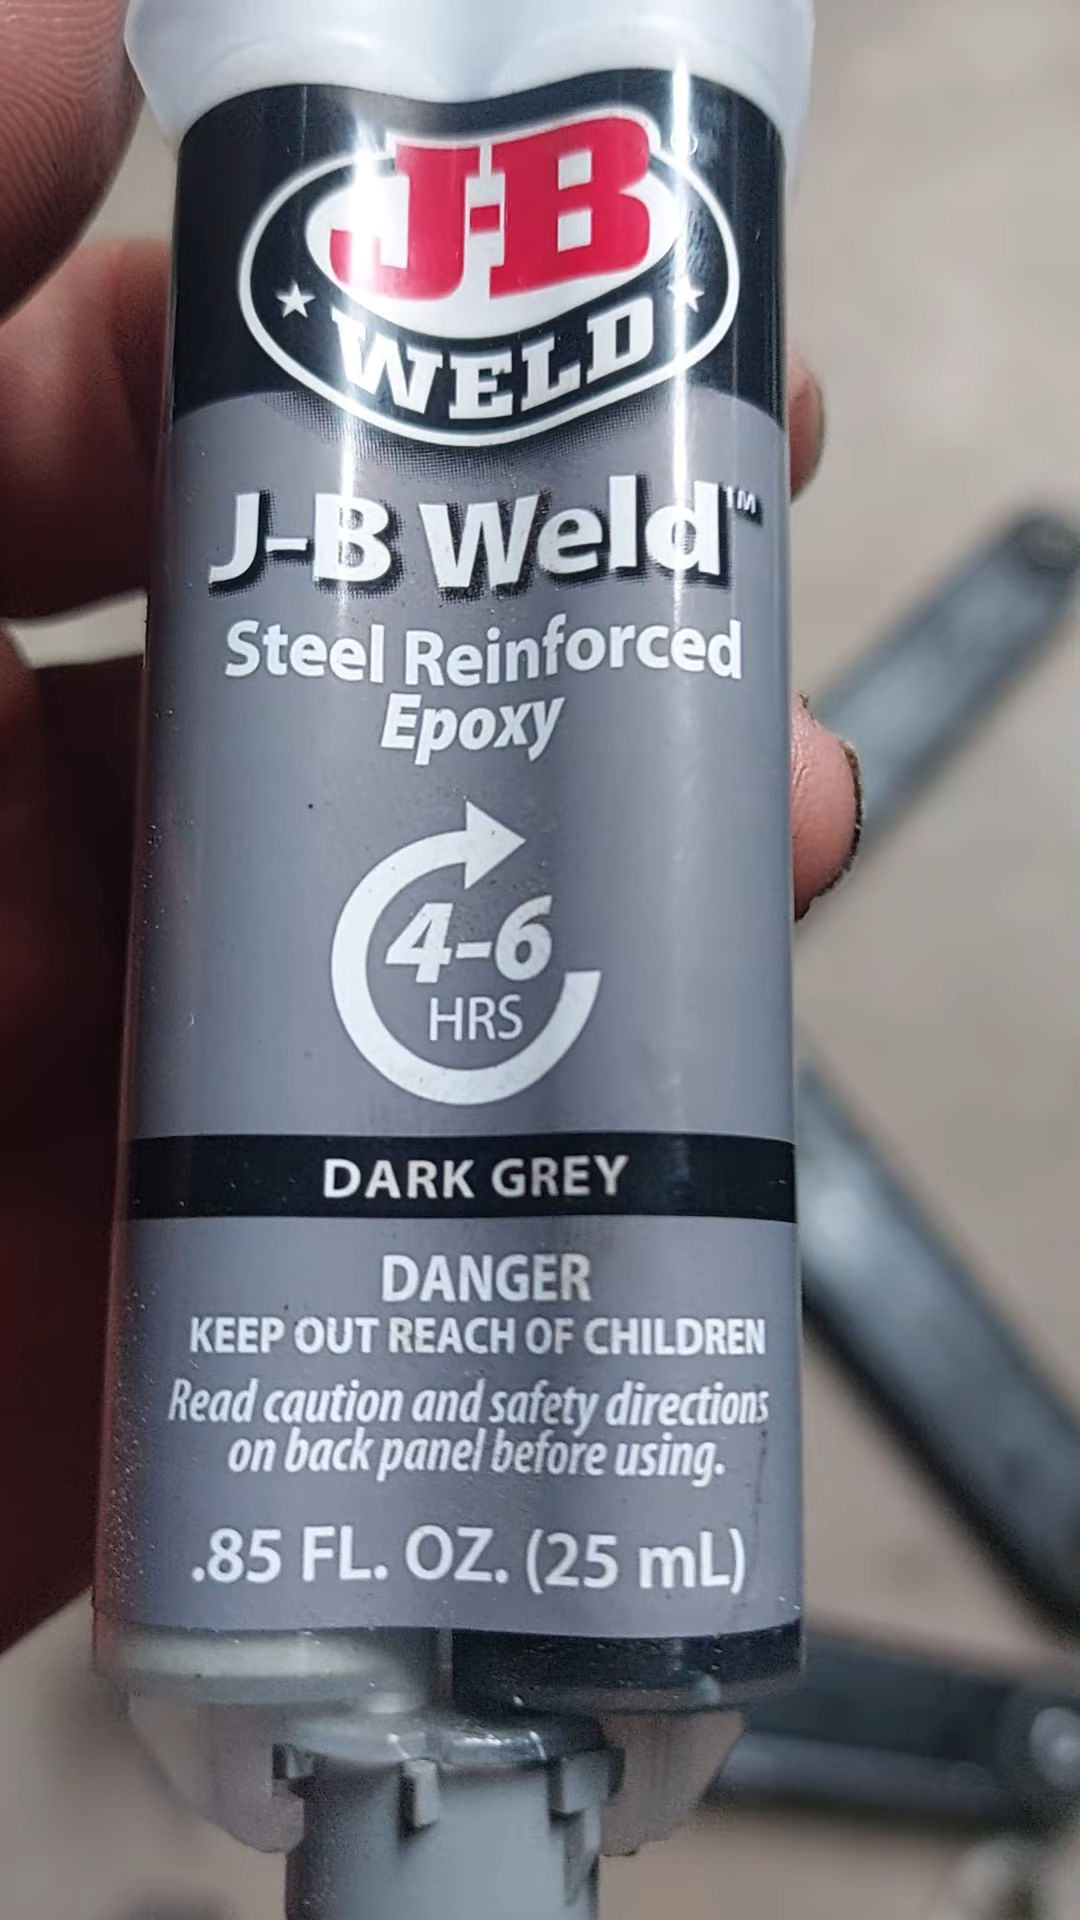 J-B
WELD
J-B Weld™
Steel Reinforced
Epoxy
4-6
HRS
DARK GREY
DANGER
KEEP OUT REACH OF CHILDREN
Read caution and safety directions
on back panel before using.
.85 FL. OZ. (25 mL)